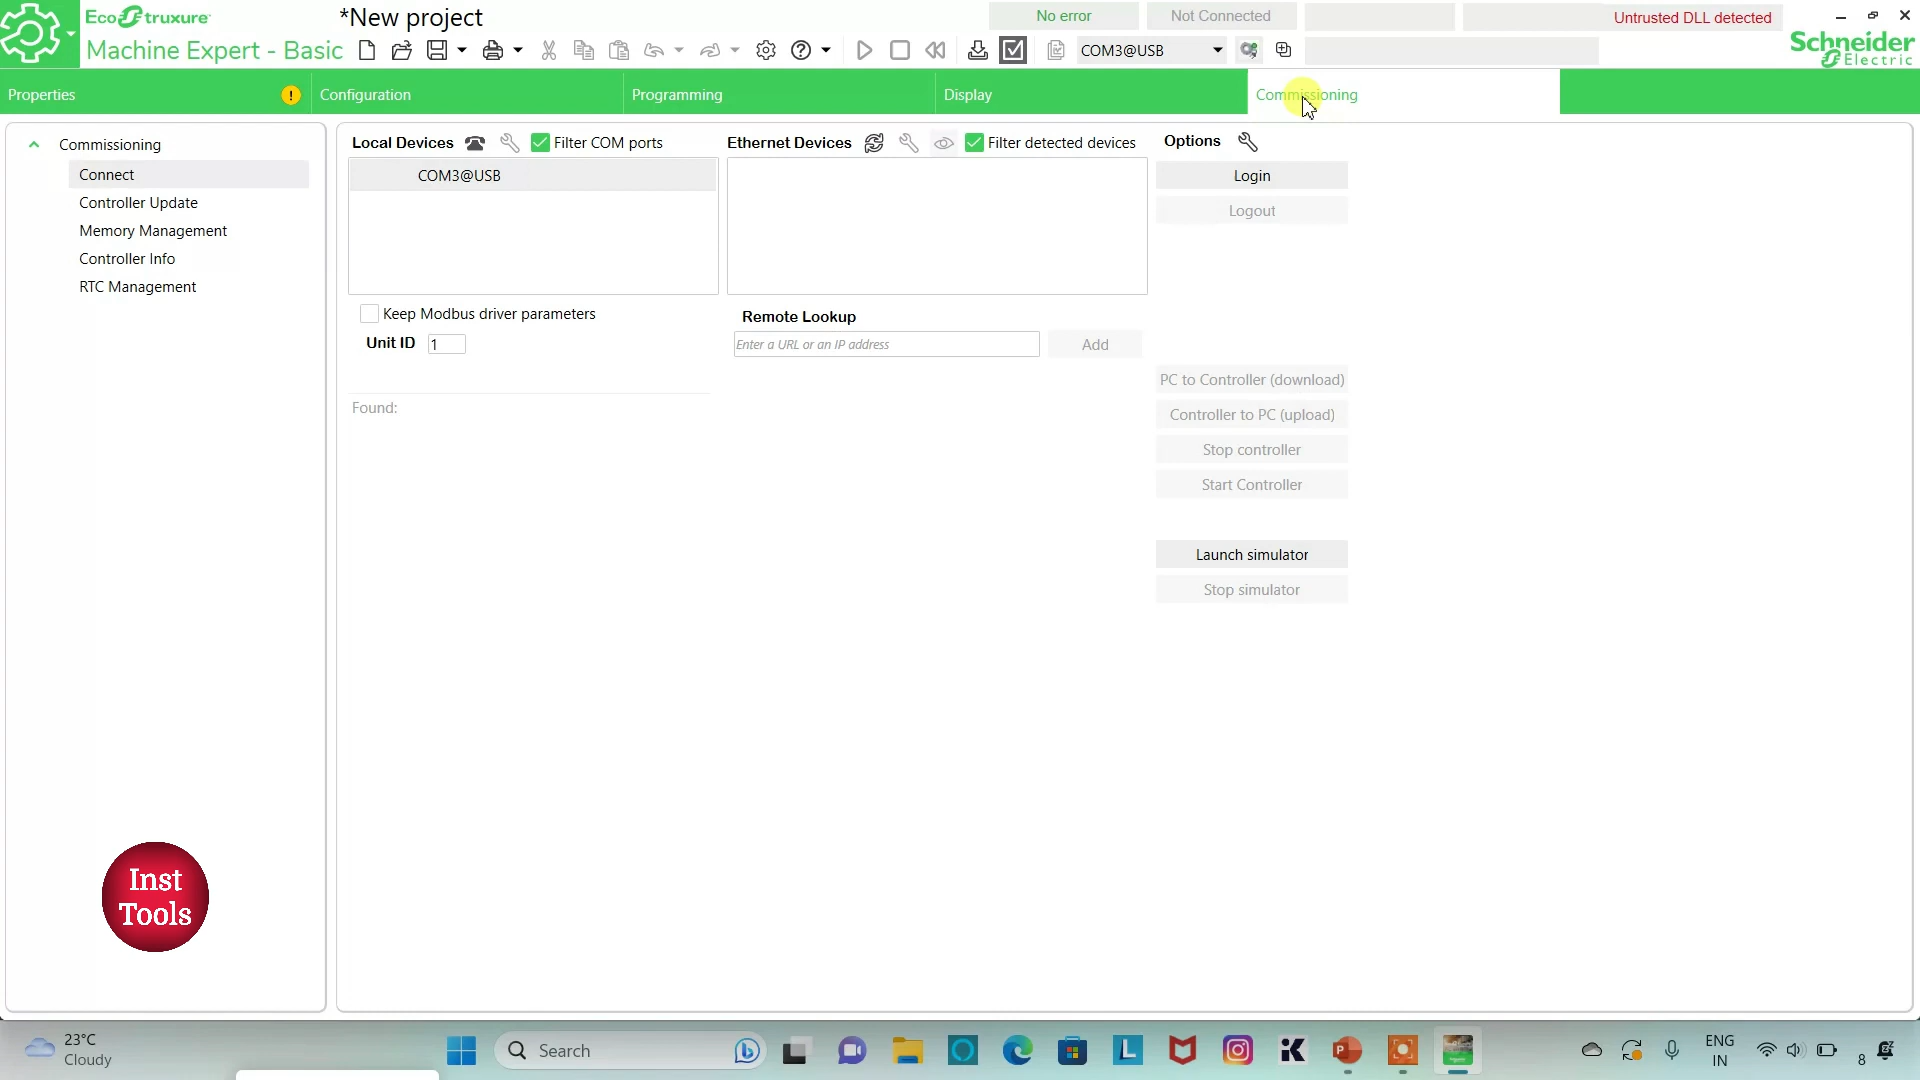 EcoStruxure
Machine Expert - Basic
*New project
No error
Not Connected
Untrusted DLL detected
COM3@USB
Schneider
Electric
Properties
Configuration
Programming
Display
Commissioning
Commissioning
Connect
Controller Update
Memory Management
Controller Info
RTC Management
Local Devices
Filter COM ports
COM3@USB
Keep Modbus driver parameters
Unit ID 1
Found:
Ethernet Devices
Filter detected devices
Remote Lookup
Enter a URL or an IP address
Add
Options
Login
Logout
PC to Controller (download)
Controller to PC (upload)
Stop controller
Start Controller
Launch simulator
Stop simulator
Inst
Tools
23°C
Cloudy
Search
ENG
IN
8